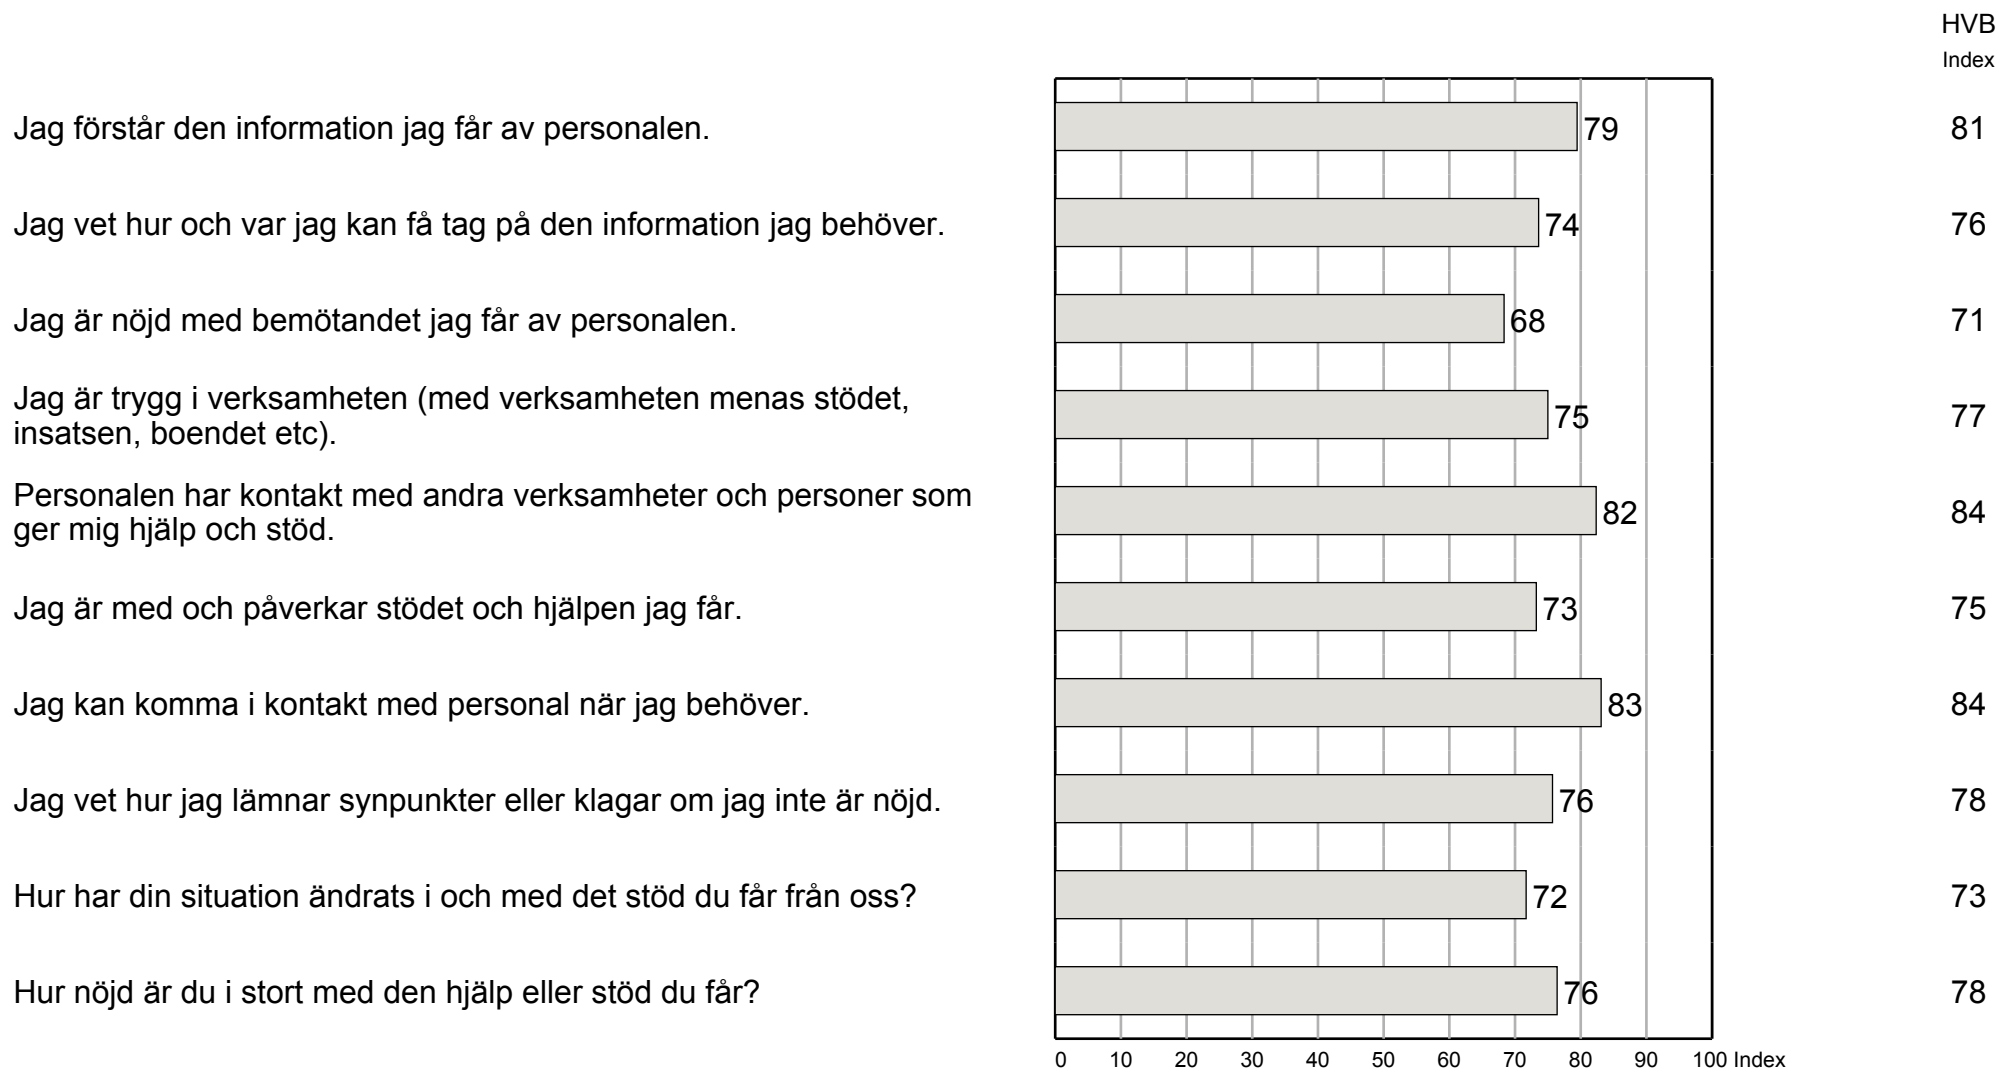 HVB
Index
Jag förstår den information jag får av personalen. 79 81
Jag vet hur och var jag kan få tag på den information jag behöver. 74 76
Jag är nöjd med bemötandet jag får av personalen. 68 71
Jag är trygg i verksamheten (med verksamheten menas stödet,
insatsen, boendet etc). 75 77
Personalen har kontakt med andra verksamheter och personer som
ger mig hjälp och stöd. 82 84
Jag är med och påverkar stödet och hjälpen jag får. 73 75
Jag kan komma i kontakt med personal när jag behöver. 83 84
Jag vet hur jag lämnar synpunkter eller klagar om jag inte är nöjd. 76 78
Hur har din situation ändrats i och med det stöd du får från oss? 72 73
Hur nöjd är du i stort med den hjälp eller stöd du får? 76 78
0 10 20 30 40 50 60 70 80 90 100 Index